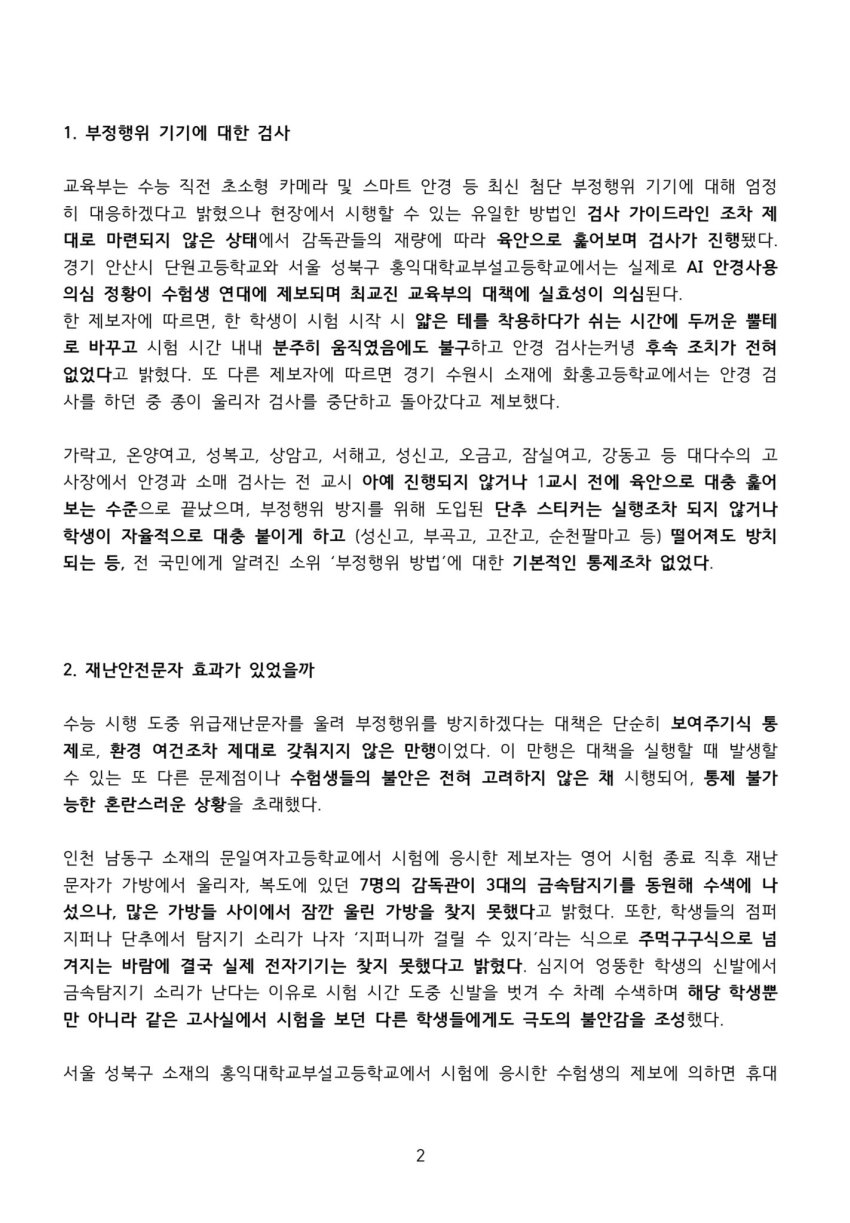 1. 부정행위 기기에 대한 검사
교육부는 수능 직전 초소형 카메라 및 스마트 안경 등 최신 첨단 부정행위 기기에 대해 엄정
히 대응하겠다고 밝혔으나 현장에서 시행할 수 있는 유일한 방법인 검사 가이드라인 조차 제
대로 마련되지 않은 상태에서 감독관들의 재량에 따라 육안으로 훑어보며 검사가 진행됐다.
경기 안산시 단원고등학교와 서울 성북구 홍익대학교부설고등학교에서는 실제로 AI 안경사용
의심 정황이 수험생 연대에 제보되며 최교진 교육부의 대책에 실효성이 의심된다.
한 제보자에 따르면, 한 학생이 시험 시작 시 얇은 테를 착용하다가 쉬는 시간에 두꺼운 뿔테
로 바꾸고 시험 시간 내내 분주히 움직였음에도 불구하고 안경 검사는커녕 후속 조치가 전혀
없었다고 밝혔다. 또 다른 제보자에 따르면 경기 수원시 소재에 화홍고등학교에서는 안경 검
사를 하던 중 종이 울리자 검사를 중단하고 돌아갔다고 제보했다.
가락고, 온양여고, 성복고, 상암고, 서해고, 성신고, 오금고, 잠실여고, 강동고 등 대다수의 고
사장에서 안경과 소매 검사는 전 교시 아예 진행되지 않거나 1교시 전에 육안으로 대충 훑어
보는 수준으로 끝났으며, 부정행위 방지를 위해 도입된 단추 스티커는 실행조차 되지 않거나
학생이 자율적으로 대충 붙이게 하고 (성신고, 부곡고, 고잔고, 순천팔마고 등) 떨어져도 방치
되는 등, 전 국민에게 알려진 소위 ‘부정행위 방법’에 대한 기본적인 통제조차 없었다.
2. 재난안전문자 효과가 있었을까
수능 시행 도중 위급재난문자를 울려 부정행위를 방지하겠다는 대책은 단순히 보여주기식 통
제로, 환경 여건조차 제대로 갖춰지지 않은 만행이었다. 이 만행은 대책을 실행할 때 발생할
수 있는 또 다른 문제점이나 수험생들의 불안은 전혀 고려하지 않은 채 시행되어, 통제 불가
능한 혼란스러운 상황을 초래했다.
인천 남동구 소재의 문일여자고등학교에서 시험에 응시한 제보자는 영어 시험 종료 직후 재난
문자가 가방에서 울리자, 복도에 있던 7명의 감독관이 3대의 금속탐지기를 동원해 수색에 나
섰으나, 많은 가방들 사이에서 잠깐 울린 가방을 찾지 못했다고 밝혔다. 또한, 학생들의 점퍼
지퍼나 단추에서 탐지기 소리가 나자 ‘지퍼니까 걸릴 수 있지’라는 식으로 주먹구구식으로 넘
겨지는 바람에 결국 실제 전자기기는 찾지 못했다고 밝혔다. 심지어 엉뚱한 학생의 신발에서
금속탐지기 소리가 난다는 이유로 시험 시간 도중 신발을 벗겨 수 차례 수색하며 해당 학생뿐
만 아니라 같은 고사실에서 시험을 보던 다른 학생들에게도 극도의 불안감을 조성했다.
서울 성북구 소재의 홍익대학교부설고등학교에서 시험에 응시한 수험생의 제보에 의하면 휴대
2